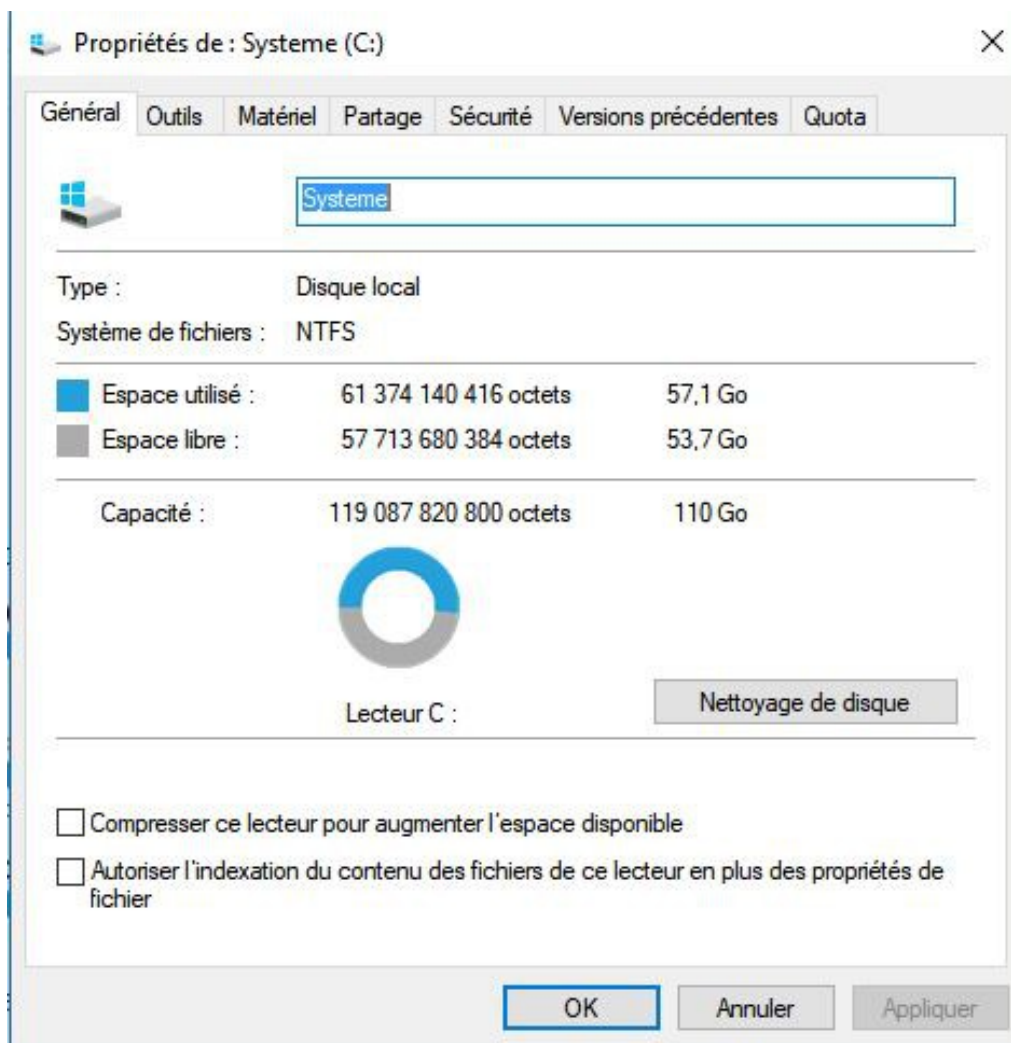 Propriétés de : Systeme (C:)
Général Outils Matériel Partage Sécurité Versions précédentes Quota
Systeme
Type : Disque local
Système de fichiers : NTFS
Espace utilisé : 61 374 140 416 octets 57,1 Go
Espace libre : 57 713 680 384 octets 53,7 Go
Capacité : 119 087 820 800 octets 110 Go
Lecteur C :
Nettoyage de disque
Compresser ce lecteur pour augmenter l'espace disponible
Autoriser l'indexation du contenu des fichiers de ce lecteur en plus des propriétés de
fichier
OK Annuler Appliquer